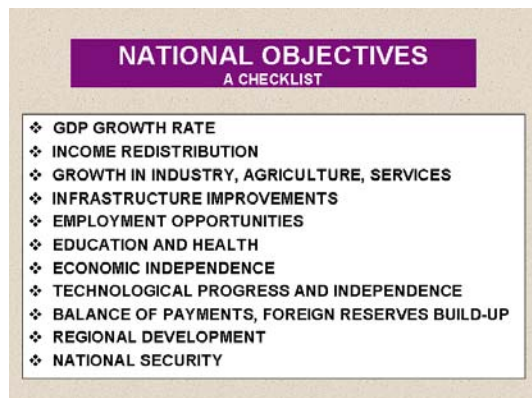 NATIONAL OBJECTIVES
A CHECKLIST
❖ GDP GROWTH RATE
❖ INCOME REDISTRIBUTION
❖ GROWTH IN INDUSTRY, AGRICULTURE, SERVICES
❖ INFRASTRUCTURE IMPROVEMENTS
❖ EMPLOYMENT OPPORTUNITIES
❖ EDUCATION AND HEALTH
❖ ECONOMIC INDEPENDENCE
❖ TECHNOLOGICAL PROGRESS AND INDEPENDENCE
❖ BALANCE OF PAYMENTS, FOREIGN RESERVES BUILD-UP
❖ REGIONAL DEVELOPMENT
❖ NATIONAL SECURITY